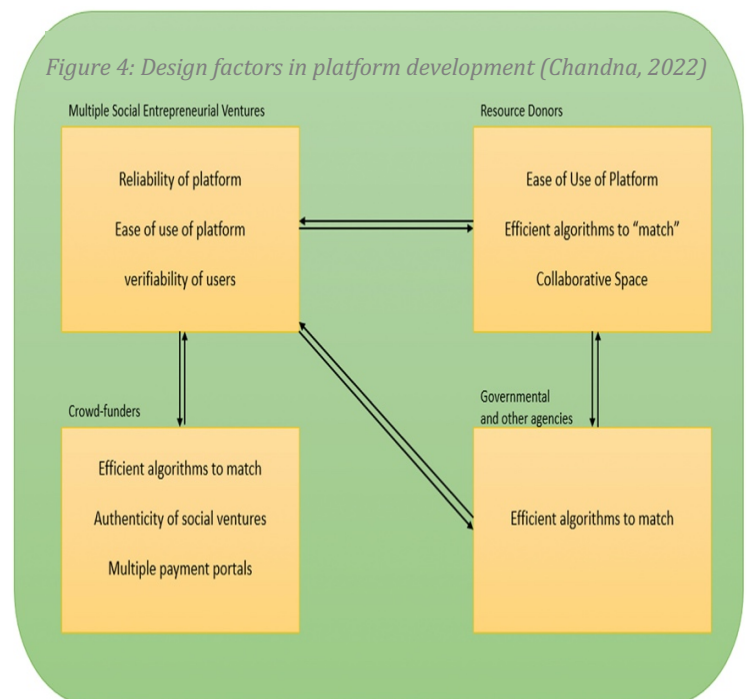 Figure 4: Design factors in platform development (Chandna, 2022)
Multiple Social Entrepreneurial Ventures
Reliability of platform
Ease of use of platform
verifiability of users
Resource Donors
Ease of Use of Platform
Efficient algorithms to “match”
Collaborative Space
Crowd-funders
Efficient algorithms to match
Authenticity of social ventures
Multiple payment portals
Governmental
and other agencies
Efficient algorithms to match